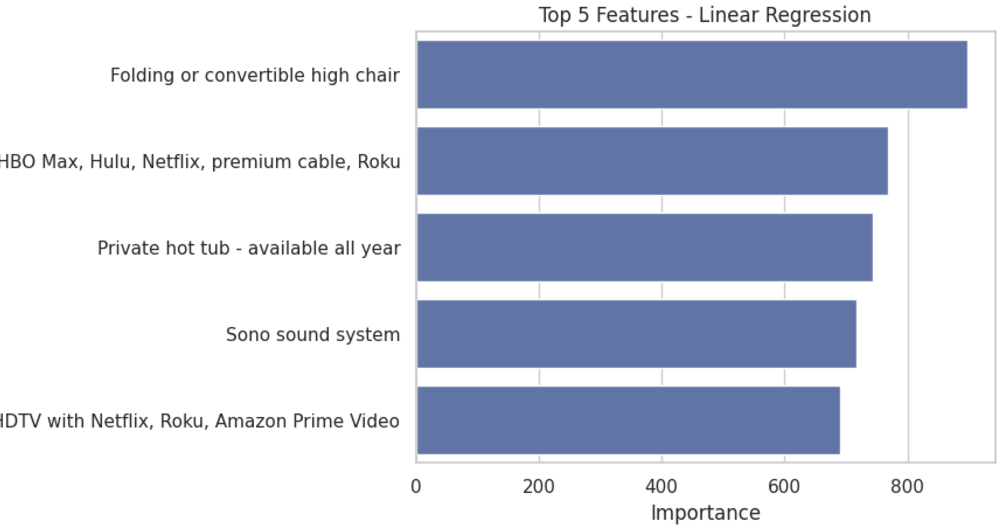 Top 5 Features - Linear Regression
Folding or convertible high chair
HBO Max, Hulu, Netflix, premium cable, Roku
Private hot tub - available all year
Sono sound system
HDTV with Netflix, Roku, Amazon Prime Video
0 200 400 600 800
Importance